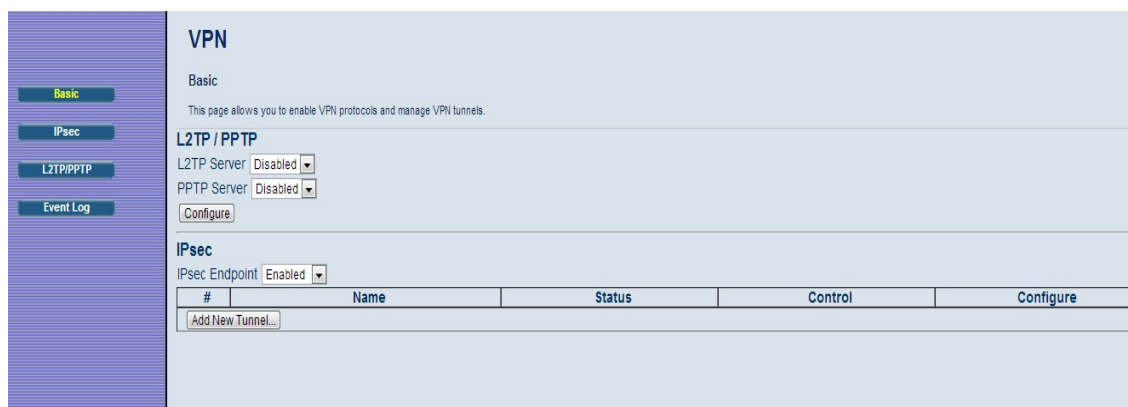 Basic
IPsec
L2TP/PPTP
Event Log
VPN
Basic
This page allows you to enable VPN protocols and manage VPN tunnels.
L2TP / PPTP
L2TP Server Disabled
PPTP Server Disabled
Configure
IPsec
IPsec Endpoint Enabled
# Name Status Control Configure
Add New Tunnel...